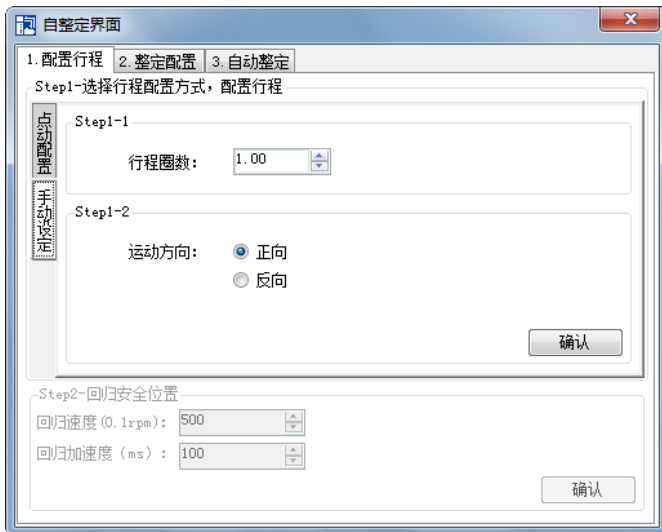 自整定界面
1.配置行程 2.整定配置 3.自动整定
Step1-选择行程配置方式，配置行程
点动配置
手动设定
Step1-1
行程圈数： 1.00
Step1-2
运动方向： 正向
反向
确认
Step2-回归安全位置
回归速度(0.1rpm)： 500
回归加速度（ms）： 100
确认